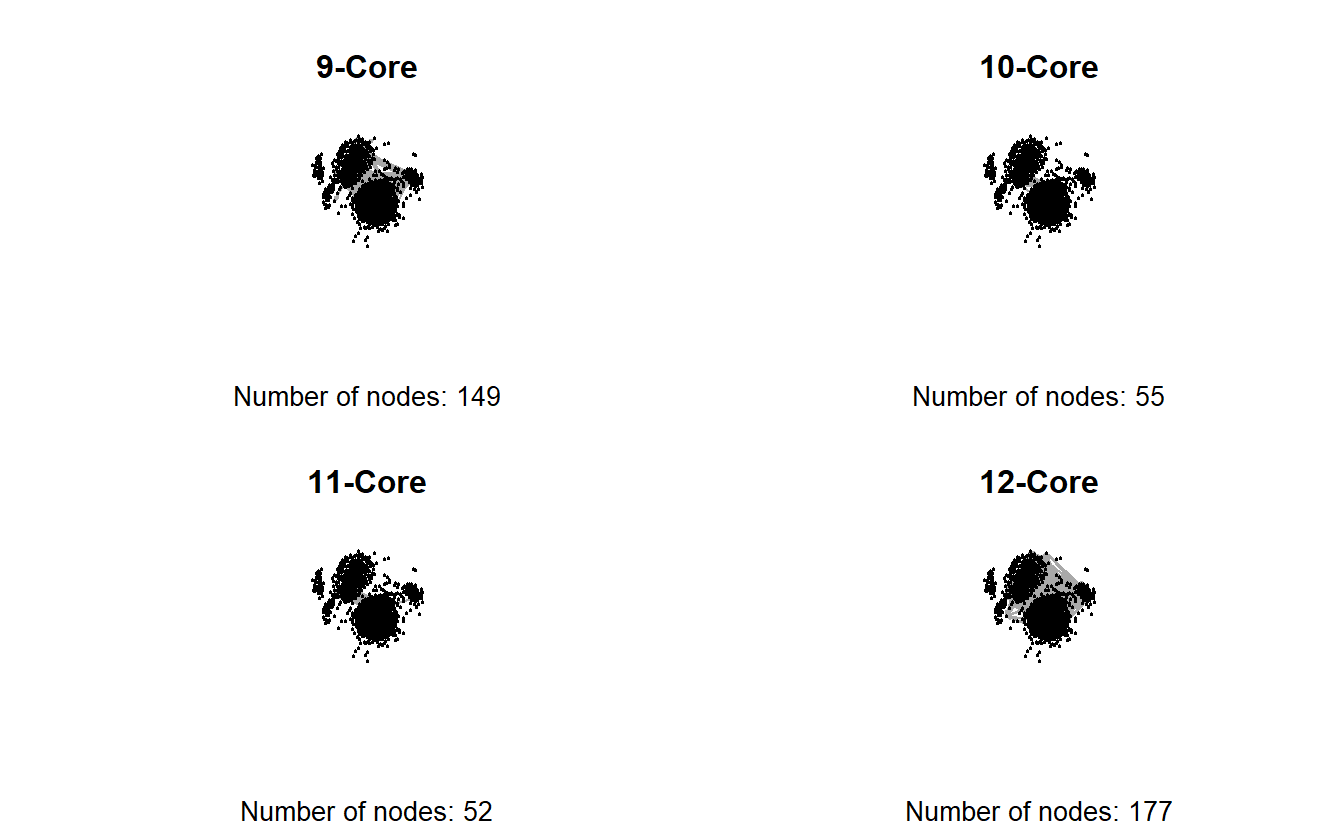 9-Core
10-Core
Number of nodes: 149
Number of nodes: 55
11-Core
12-Core
Number of nodes: 52
Number of nodes: 177